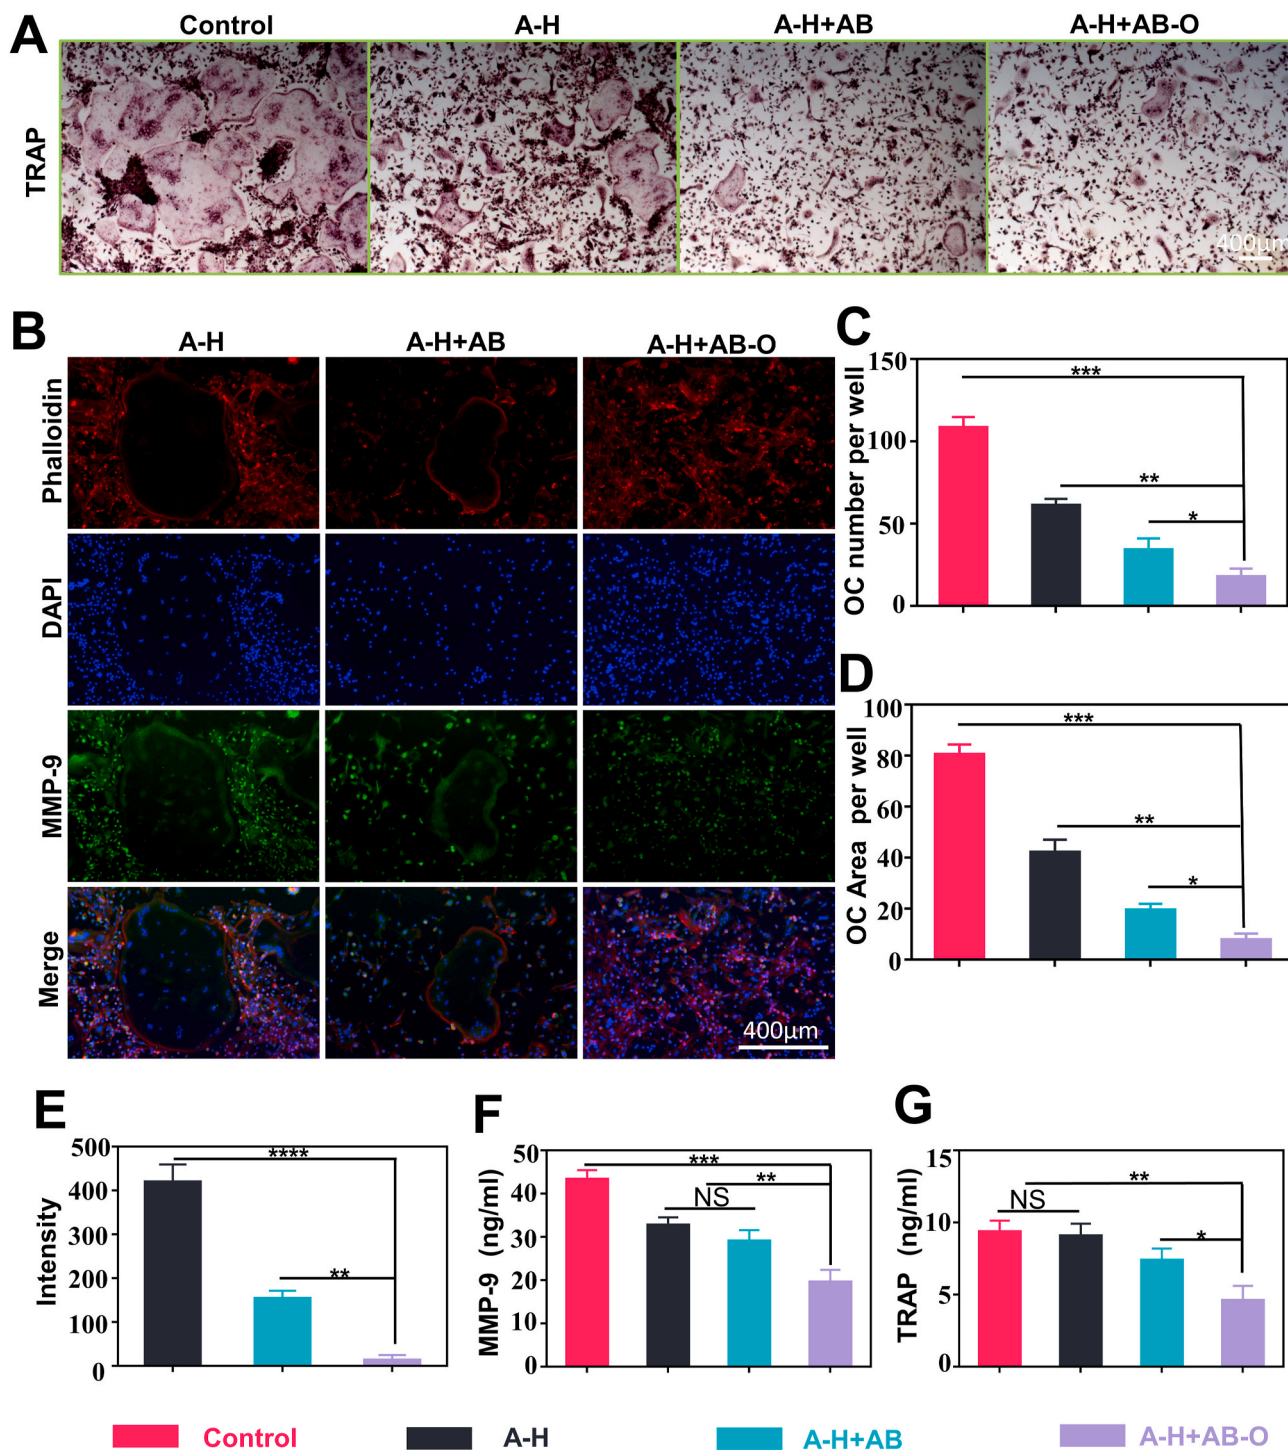 A
Control
A-H
A-H+AB
A-H+AB-O
TRAP
400μm
B
A-H
A-H+AB
A-H+AB-O
Phalloidin
DAPI
MMP-9
Merge
400μm
C
OC number per well
150
100
50
0
***
**
*
D
OC Area per well
100
80
60
40
20
0
***
**
*
E
Intensity
500
400
300
200
100
0
****
**
F
MMP-9 (ng/ml)
50
40
30
20
10
0
***
**
NS
G
TRAP (ng/ml)
15
10
5
0
**
NS
*
Control
A-H
A-H+AB
A-H+AB-O